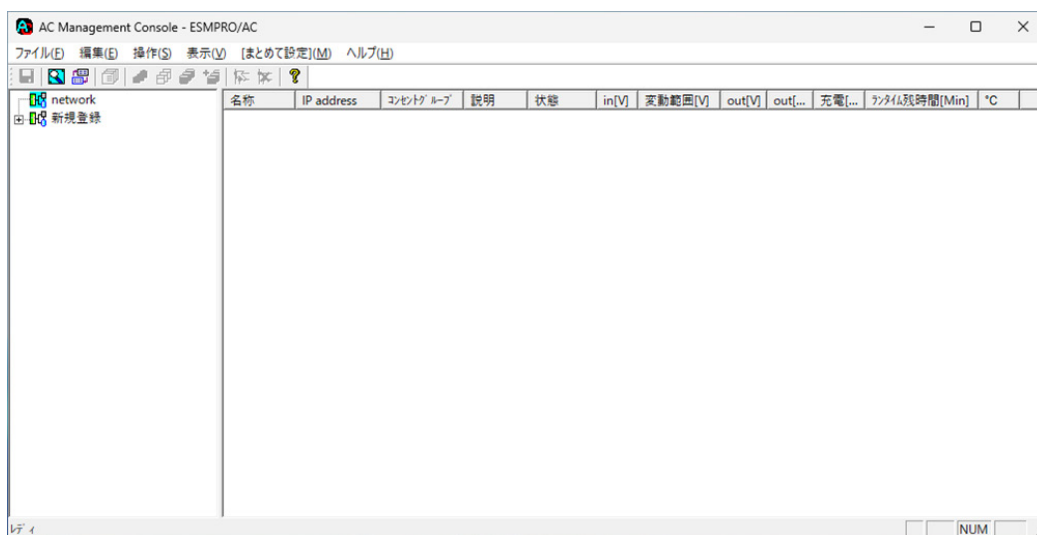 AC Management Console - ESMPRO/AC
ファイル(F) 編集(E) 操作(S) 表示(V) [まとめて設定](M) ヘルプ(H)
network
新規登録
名称 IP address コンセントグループ 説明 状態 in[V] 変動範囲[V] out[V] out[... 充電[... ランタイム残時間[Min] °C
レディ NUM